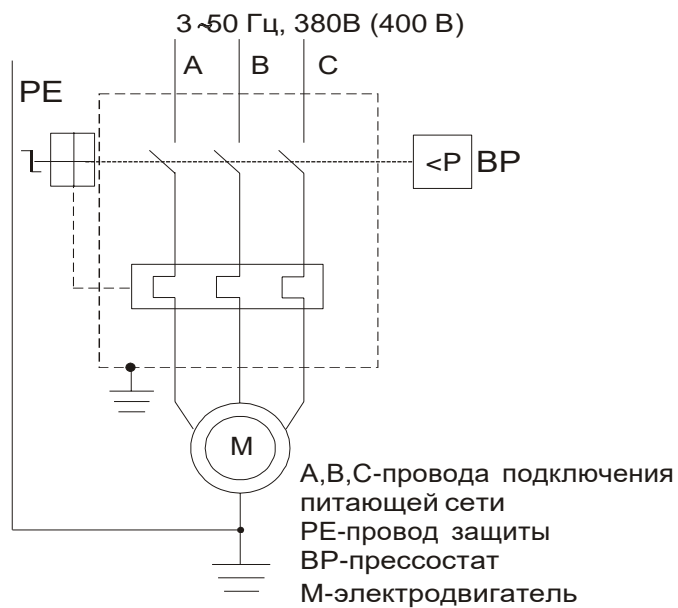 3 ~50 Гц, 380В (400 В)
A B C
PE
<P BP
M
A,B,C-провода подключения
питающей сети
PE-провод защиты
BP-прессостат
M-электродвигатель